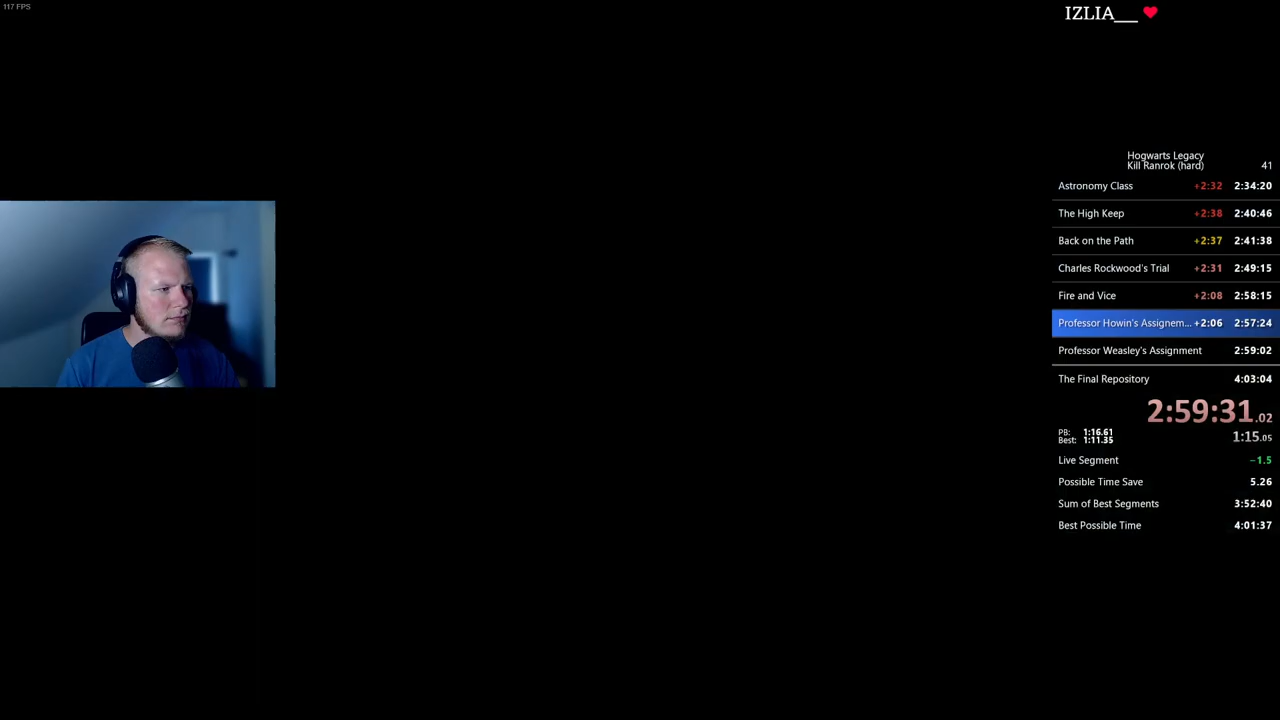 117 FPS
IZLIA__ ❤
Hogwarts Legacy
Kill Ranrok (hard) 41
Astronomy Class +2:32 2:34:20
The High Keep +2:38 2:40:46
Back on the Path +2:37 2:41:38
Charles Rockwood's Trial +2:31 2:49:15
Fire and Vice +2:08 2:58:15
Professor Howin's Assignem... +2:06 2:57:24
Professor Weasley's Assignment 2:59:02
The Final Repository 4:03:04
2:59:31.02
PB: 1:16.61
Best: 1:11.35 1:15.05
Live Segment −1.5
Possible Time Save 5.26
Sum of Best Segments 3:52:40
Best Possible Time 4:01:37